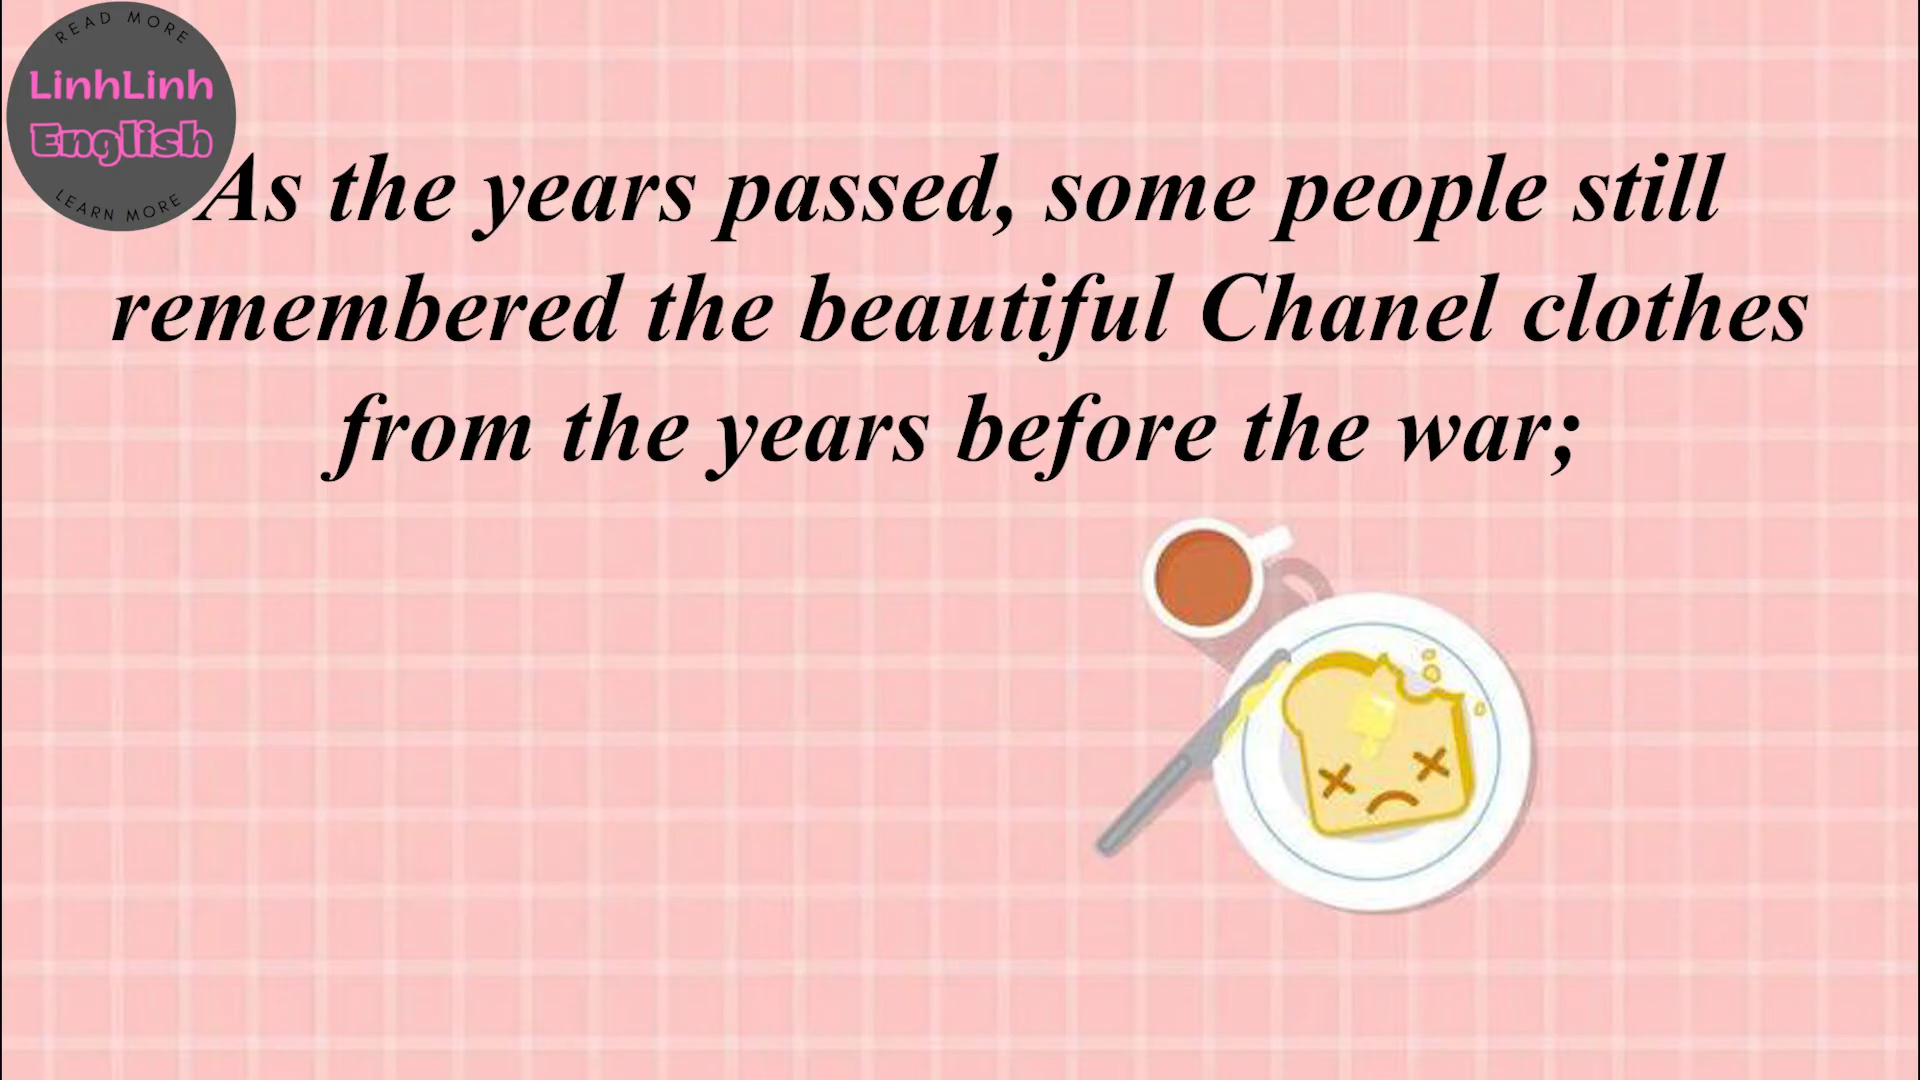 READ MORE
LinhLinh
English
LEARN MORE
As the years passed, some people still
remembered the beautiful Chanel clothes
from the years before the war;